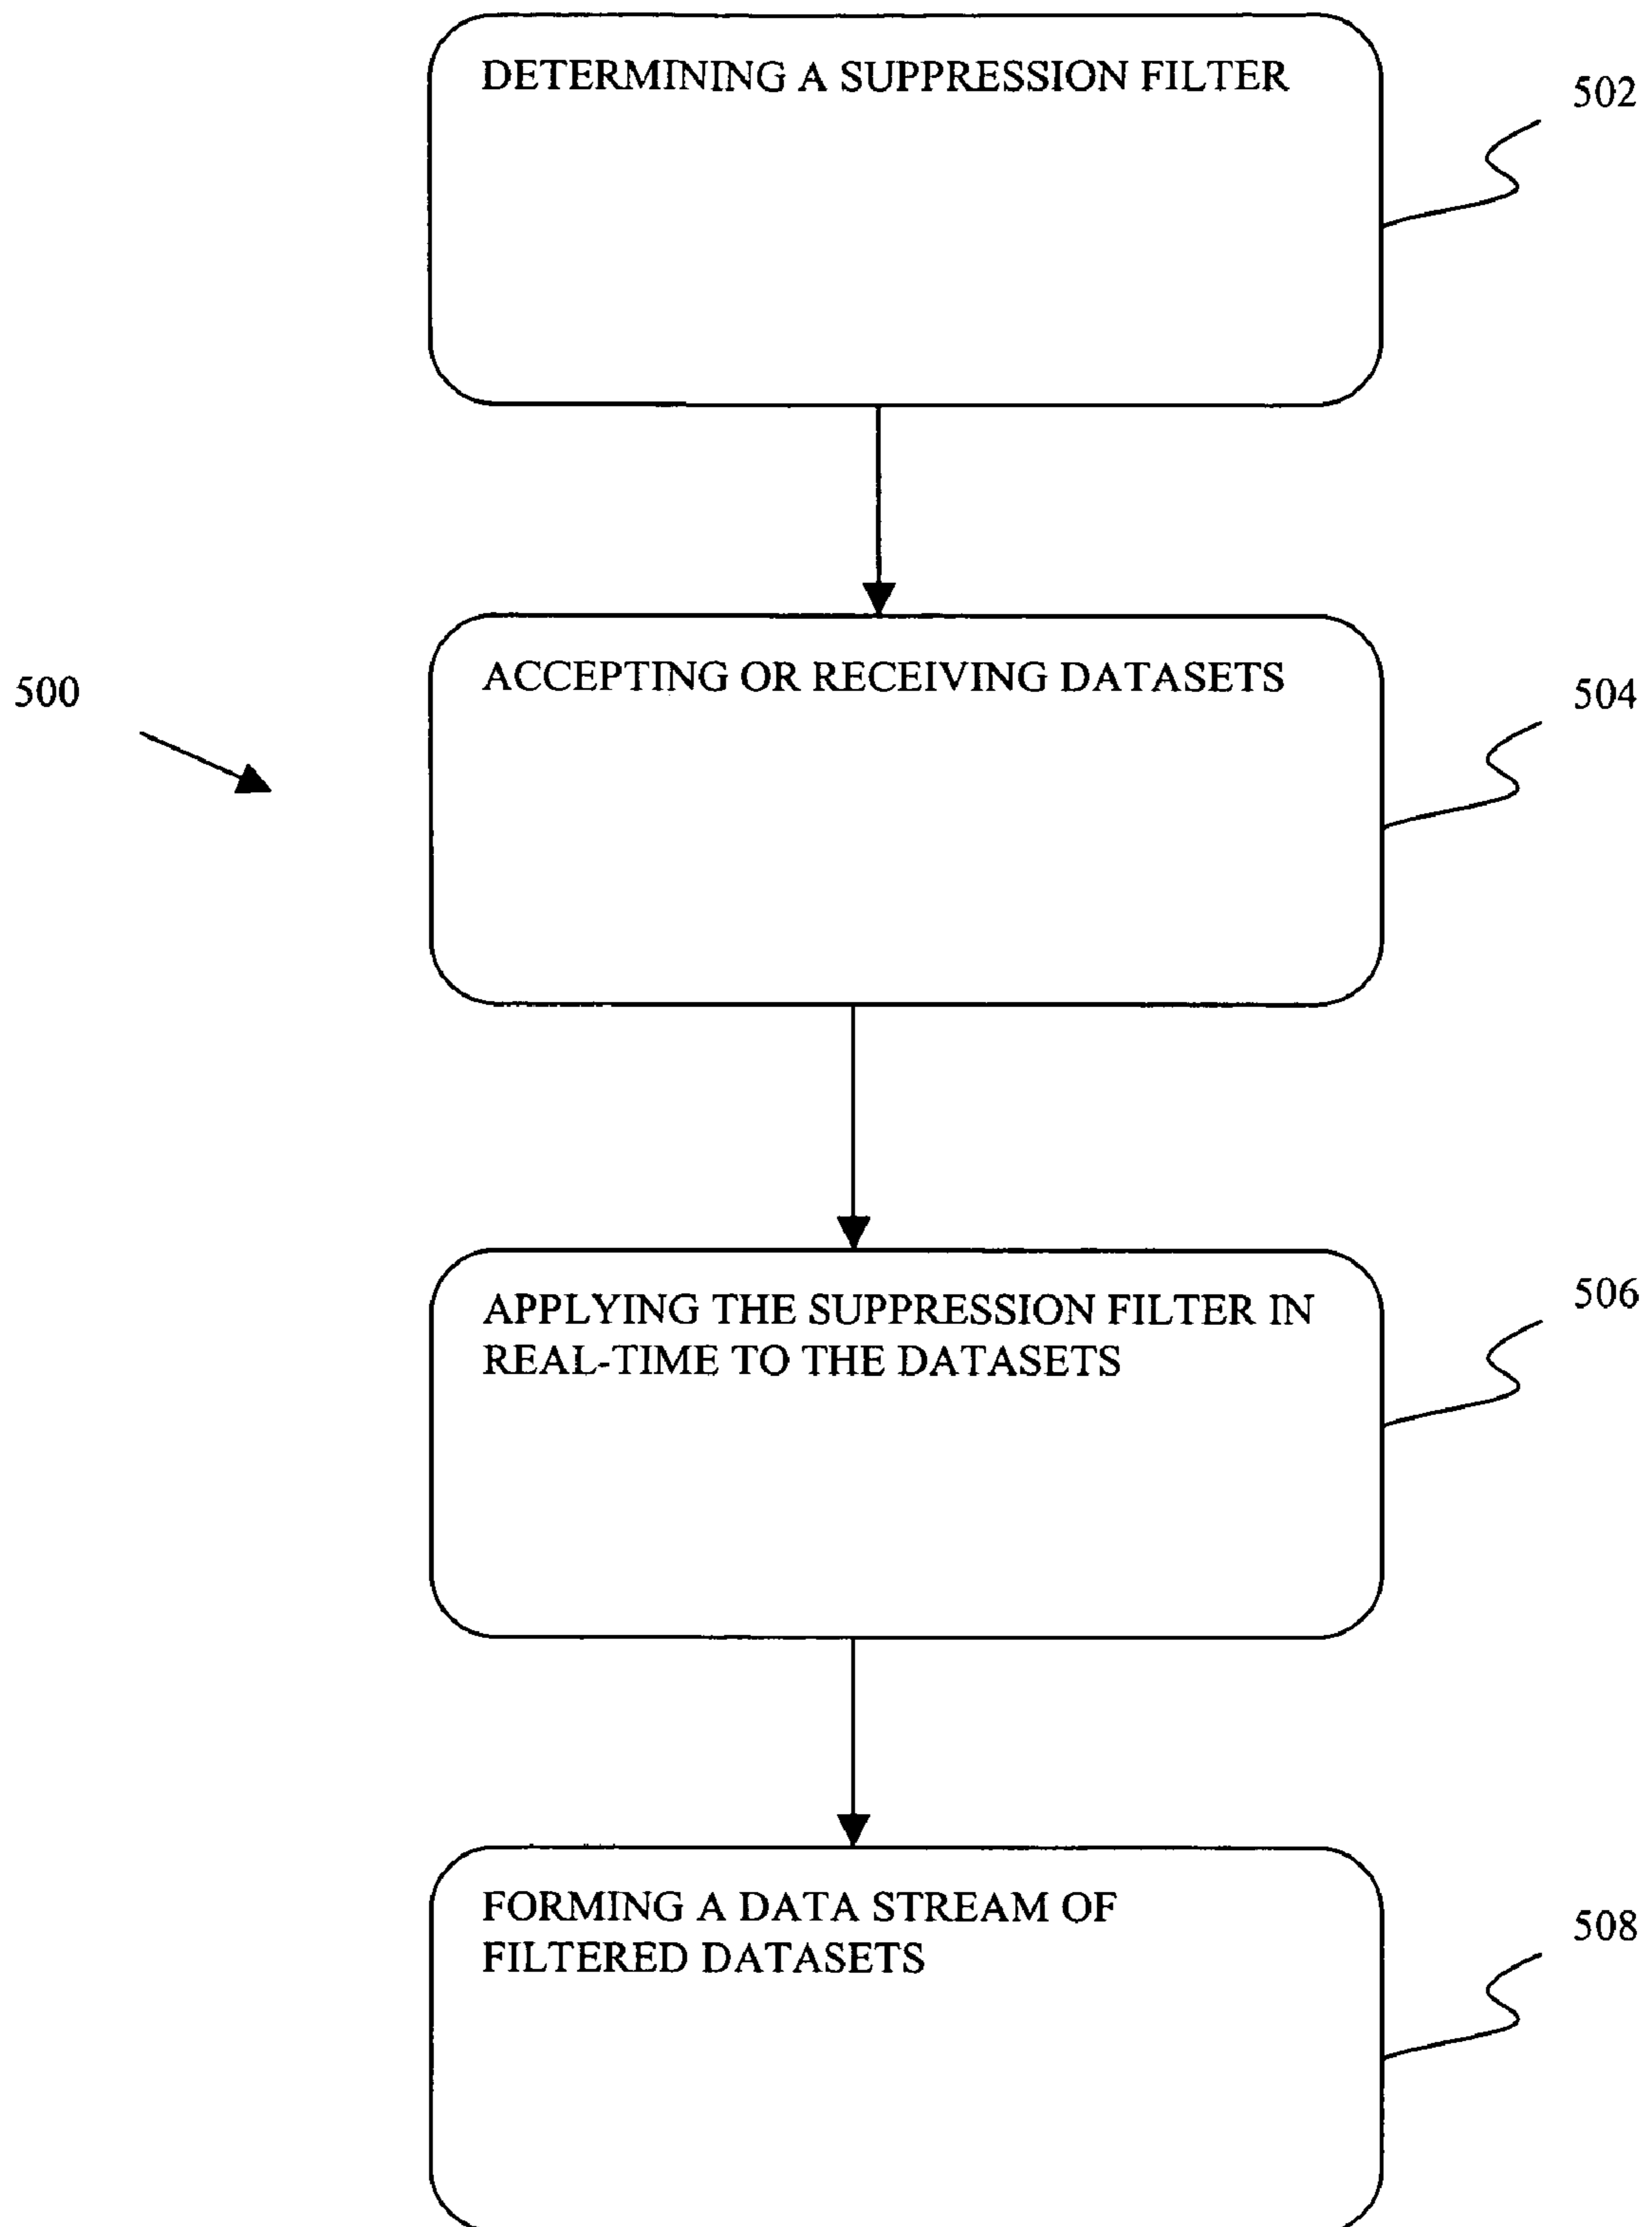 DETERMINING A SUPPRESSION FILTER
502
ACCEPTING OR RECEIVING DATASETS
500
504
APPLYING THE SUPPRESSION FILTER IN
REAL-TIME TO THE DATASETS
506
FORMING A DATA STREAM OF
FILTERED DATASETS
508